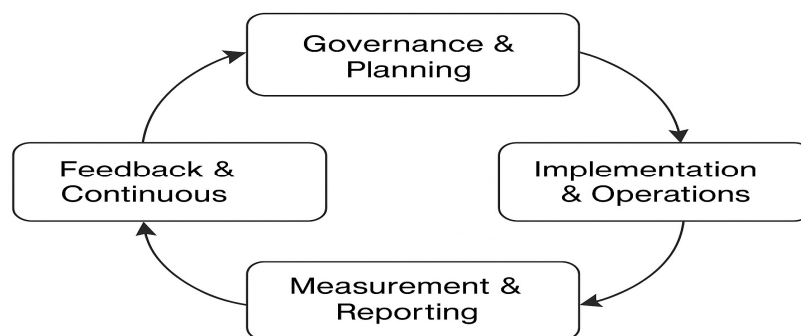 Governance &
Planning
Implementation
& Operations
Measurement &
Reporting
Feedback &
Continuous